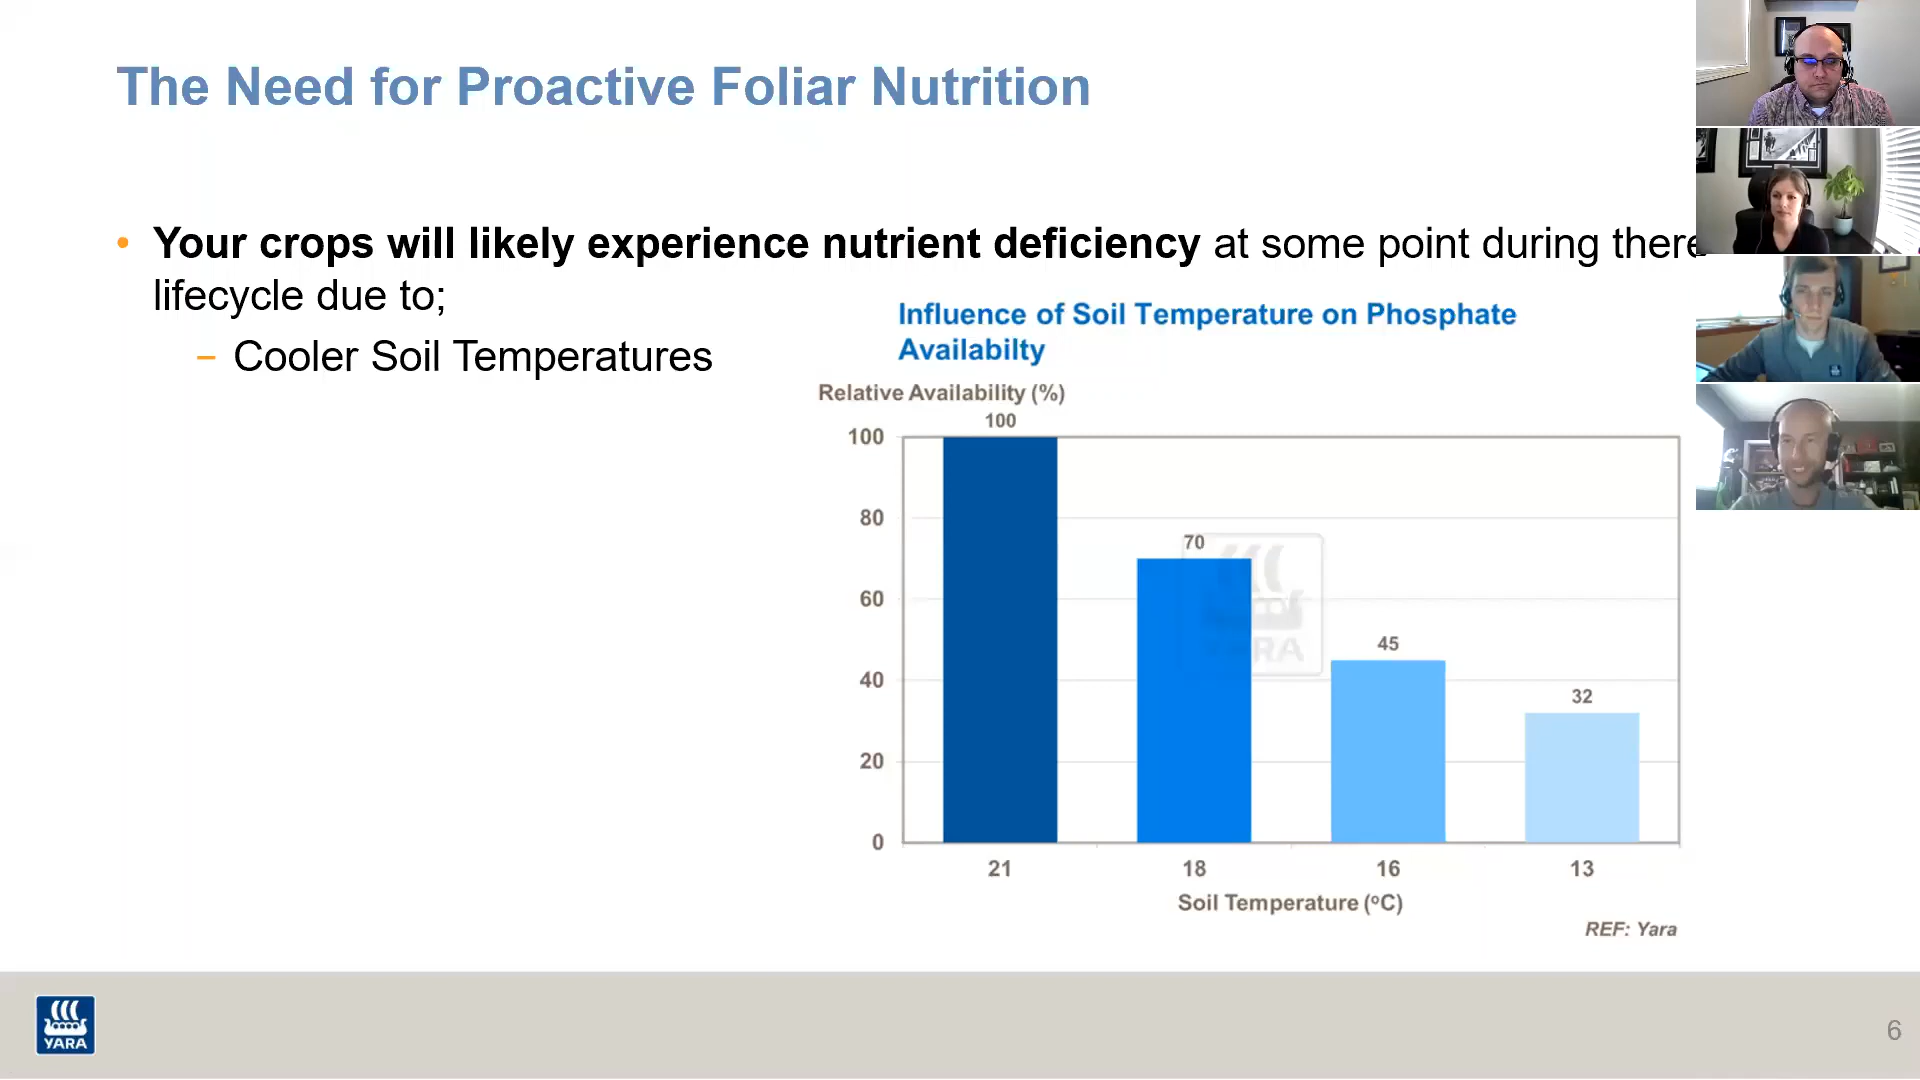 The Need for Proactive Foliar Nutrition
• Your crops will likely experience nutrient deficiency at some point during there
lifecycle due to;
– Cooler Soil Temperatures
Influence of Soil Temperature on Phosphate
Availabilty
Relative Availability (%)
100
100
80
70
60
45
40
32
20
0
21 18 16 13
Soil Temperature (ºC)
REF: Yara
YARA
YARA
6